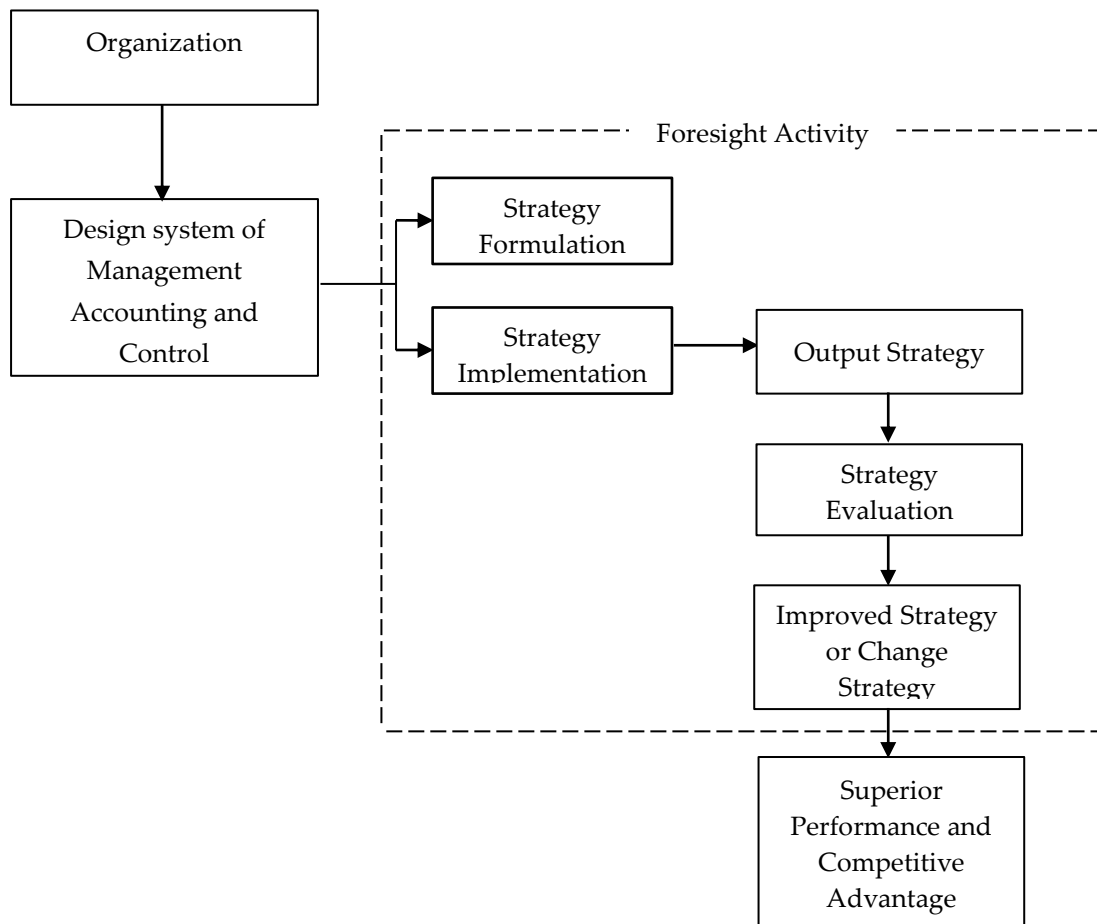 Organization
Foresight Activity
Design system of
Management
Accounting and
Control
Strategy
Formulation
Strategy
Implementation
Output Strategy
Strategy
Evaluation
Improved Strategy
or Change
Strategy
Superior
Performance and
Competitive
Advantage